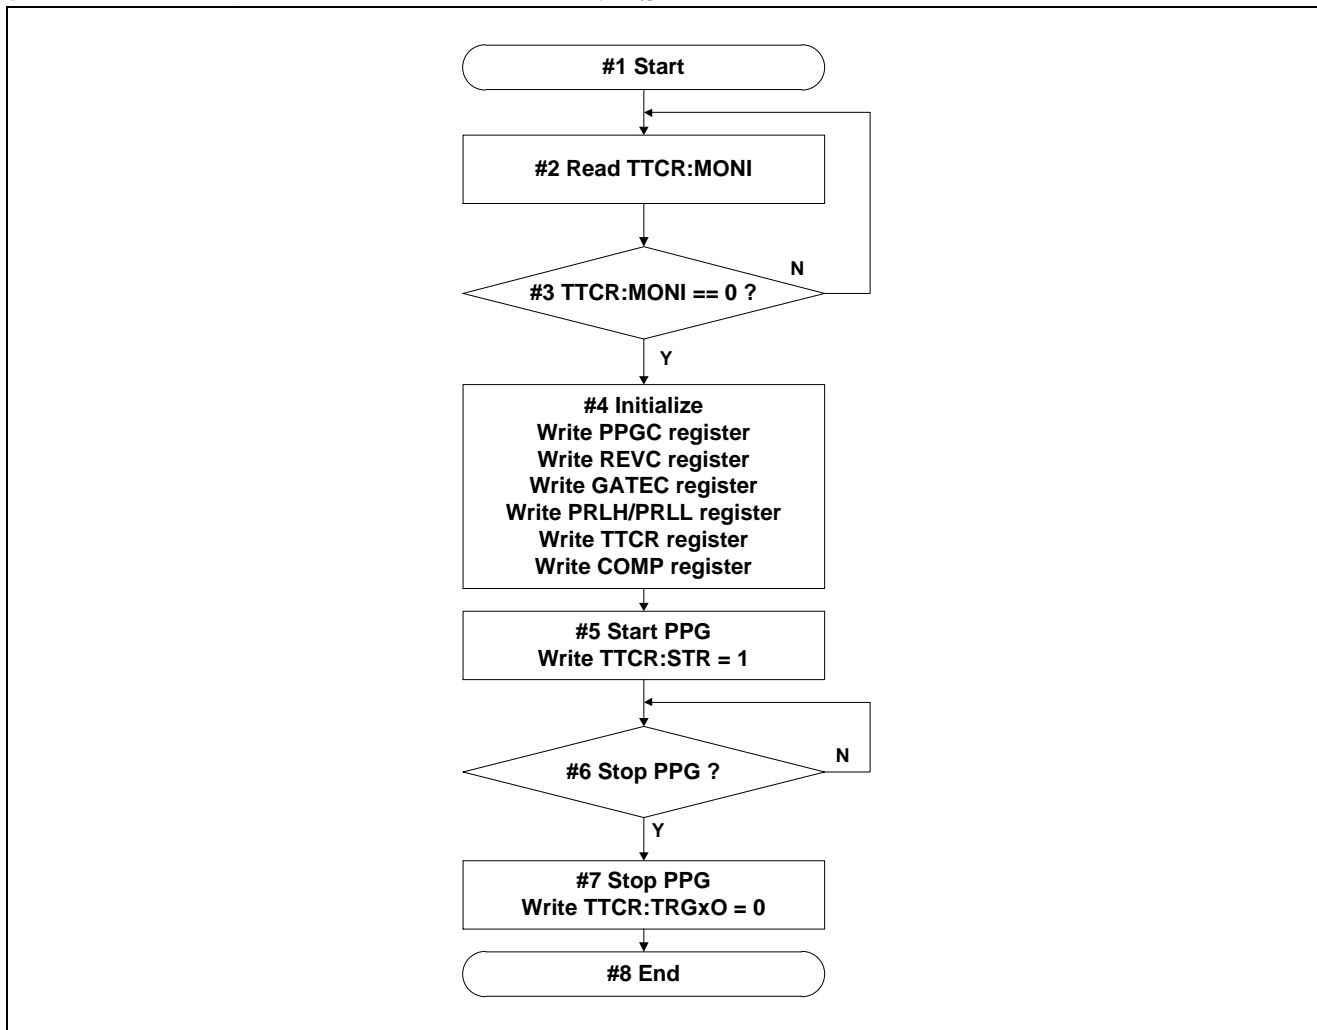 #1 Start
#2 Read TTCR:MONI
N
#3 TTCR:MONI == 0 ?
Y
#4 Initialize
Write PPGC register
Write REVC register
Write GATEC register
Write PRLH/PRLL register
Write TTCR register
Write COMP register
#5 Start PPG
Write TTCR:STR = 1
N
#6 Stop PPG ?
Y
#7 Stop PPG
Write TTCR:TRGxO = 0
#8 End